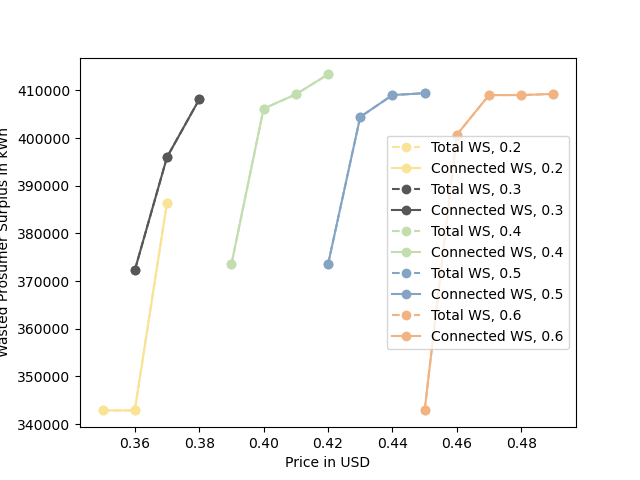 410000
400000
390000
380000
370000
360000
350000
340000
Wasted Prosumer Surplus in kWh
0.36 0.38 0.40 0.42 0.44 0.46 0.48
Price in USD
Total WS, 0.2
Connected WS, 0.2
Total WS, 0.3
Connected WS, 0.3
Total WS, 0.4
Connected WS, 0.4
Total WS, 0.5
Connected WS, 0.5
Total WS, 0.6
Connected WS, 0.6